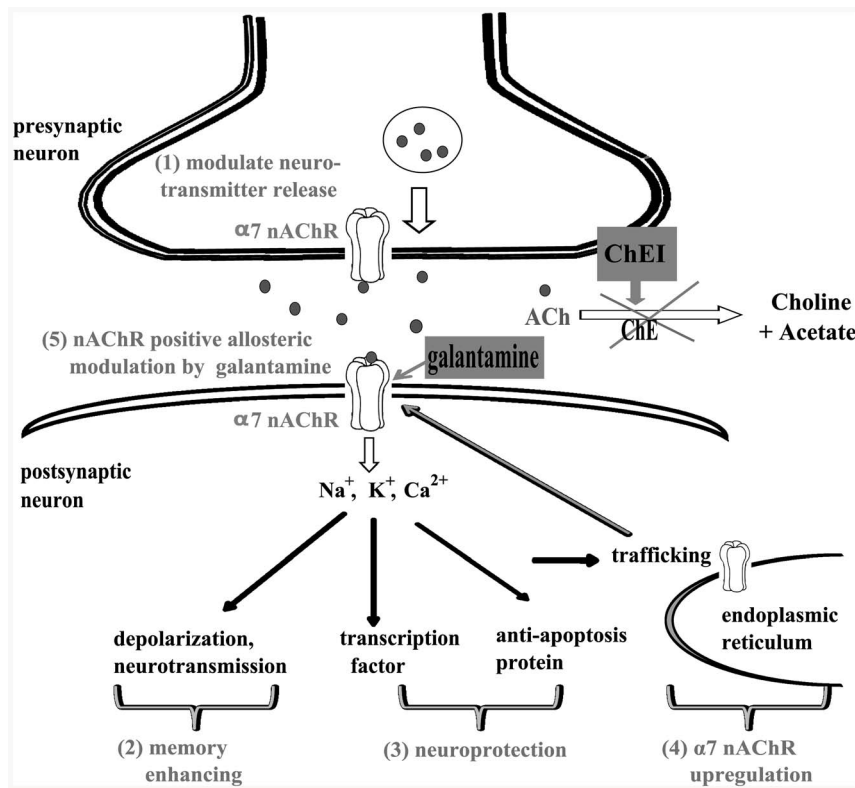 presynaptic
neuron
(1) modulate neuro-
transmitter release
α7 nAChR
ChEI
ACh
ChE
Choline
+ Acetate
(5) nAChR positive allosteric
modulation by galantamine
galantamine
α7 nAChR
postsynaptic
neuron
Na⁺, K⁺, Ca²⁺
trafficking
endoplasmic
reticulum
depolarization,
neurotransmission
transcription
factor
anti-apoptosis
protein
(2) memory
enhancing
(3) neuroprotection
(4) α7 nAChR
upregulation